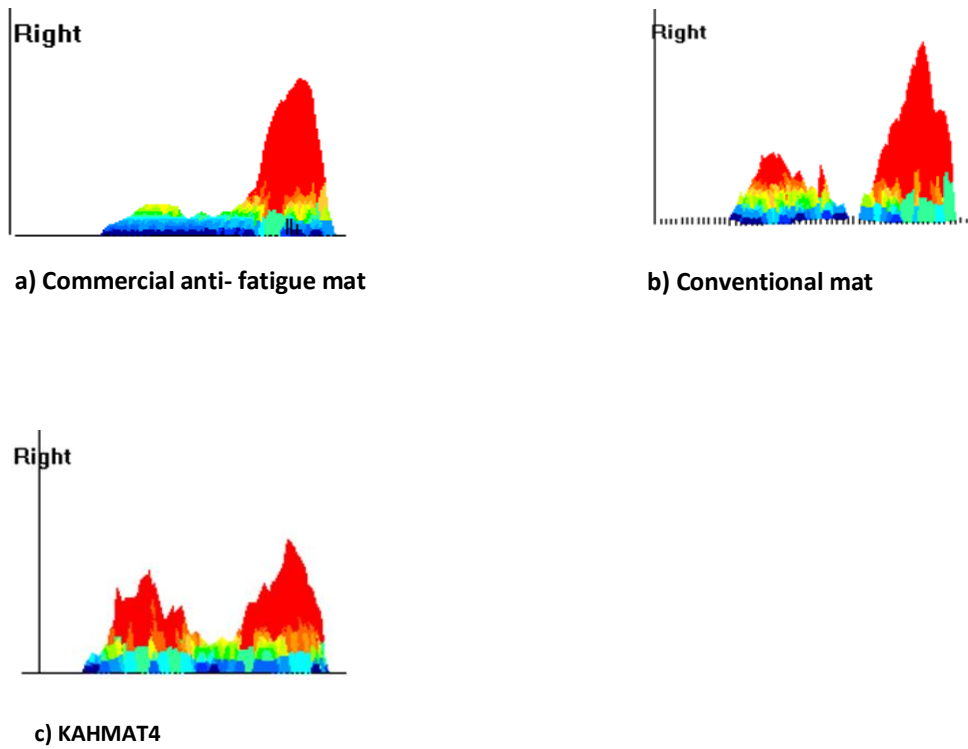 Right
a) Commercial anti- fatigue mat
Right
b) Conventional mat
Right
c) KAHMAT4